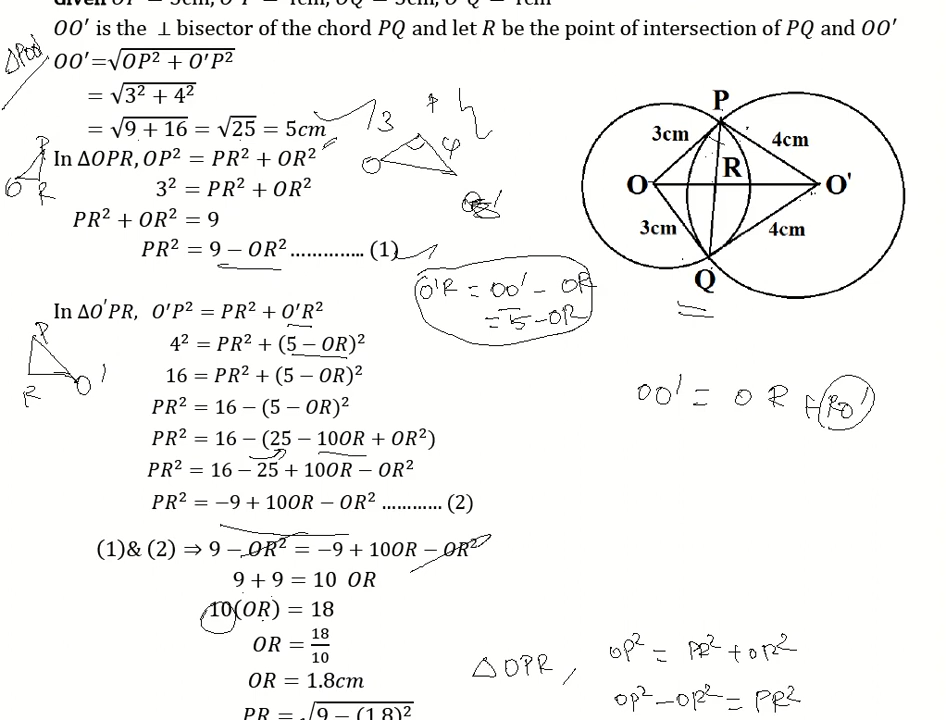 OO′ is the ⊥ bisector of the chord PQ and let R be the point of intersection of PQ and OO′
OO′=√(OP² + O′P²)
= √(3² + 4²)
= √(9 + 16) = √25 = 5cm
In ΔOPR, OP² = PR² + OR²
3² = PR² + OR²
PR² + OR² = 9
PR² = 9 − OR² .............. (1)
In ΔO′PR, O′P² = PR² + O′R²
4² = PR² + (5 − OR)²
16 = PR² + (5 − OR)²
PR² = 16 − (5 − OR)²
PR² = 16 − (25 − 10OR + OR²)
PR² = 16 − 25 + 10OR − OR²
PR² = −9 + 10OR − OR² ............ (2)
(1)& (2) ⇒ 9 − OR² = −9 + 10OR − OR²
9 + 9 = 10 OR
10(OR) = 18
OR = 18/10
OR = 1.8cm
PR = √(9 − (1.8)²
P
O R
P
R O′
3
O
O′R = OO′ − OR
= 5 − OR
P
3cm 4cm
R
O O′
3cm 4cm
Q
OO′ = OR + RO′
ΔOPR, OP² = PR² + OR²
OP² − OR² = PR²